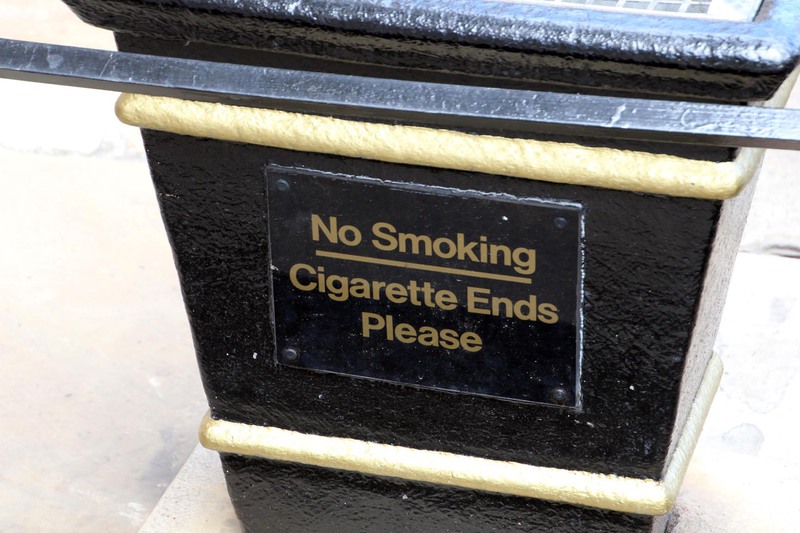 No Smoking
Cigarette Ends
Please